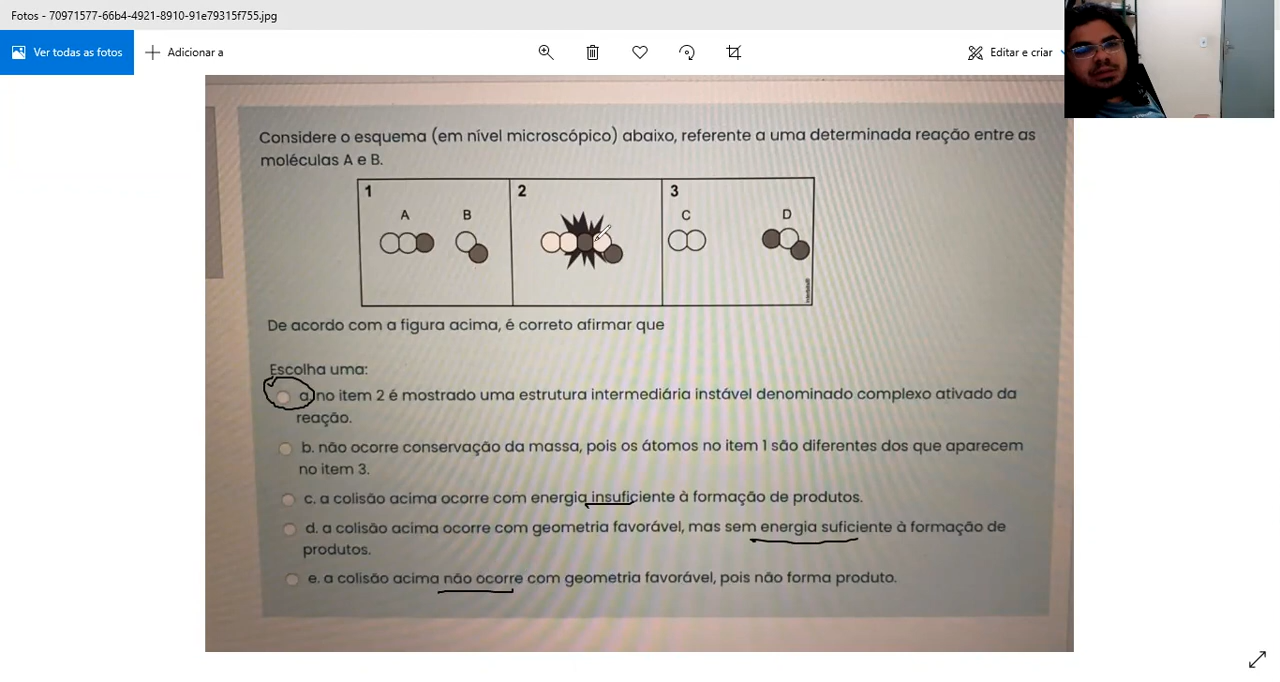 Fotos - 70971577-66b4-4921-8910-91e79315f755.jpg
Ver todas as fotos
Adicionar a
Editar e criar
Considere o esquema (em nível microscópico) abaixo, referente a uma determinada reação entre as
moléculas A e B.
1
2
3
A
B
C
D
De acordo com a figura acima, é correto afirmar que
Escolha uma:
a. no item 2 é mostrado uma estrutura intermediária instável denominado complexo ativado da
reação.
b. não ocorre conservação da massa, pois os átomos no item 1 são diferentes dos que aparecem
no item 3.
c. a colisão acima ocorre com energia insuficiente à formação de produtos.
d. a colisão acima ocorre com geometria favorável, mas sem energia suficiente à formação de
produtos.
e. a colisão acima não ocorre com geometria favorável, pois não forma produto.